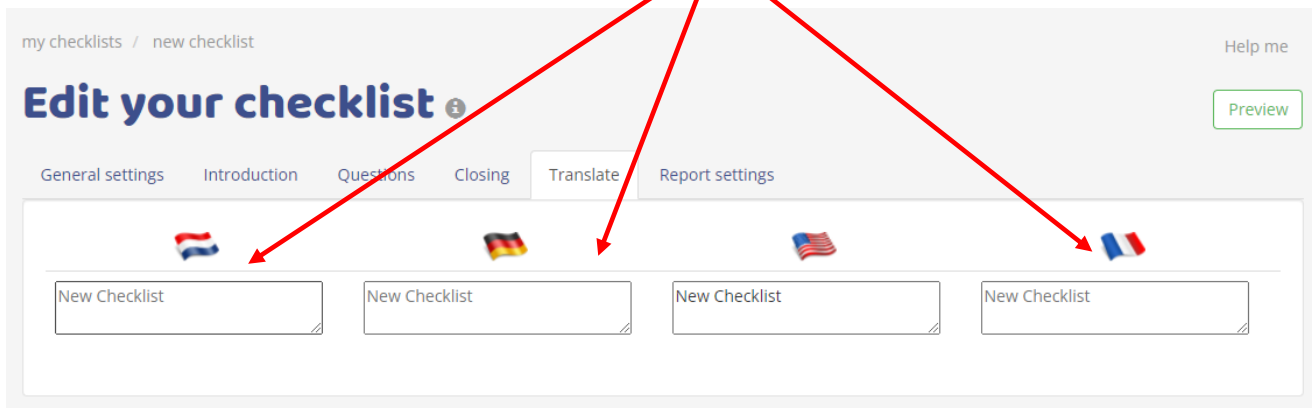 my checklists / new checklist
Help me
Edit your checklist
Preview
General settings Introduction Questions Closing Translate Report settings
New Checklist New Checklist New Checklist New Checklist